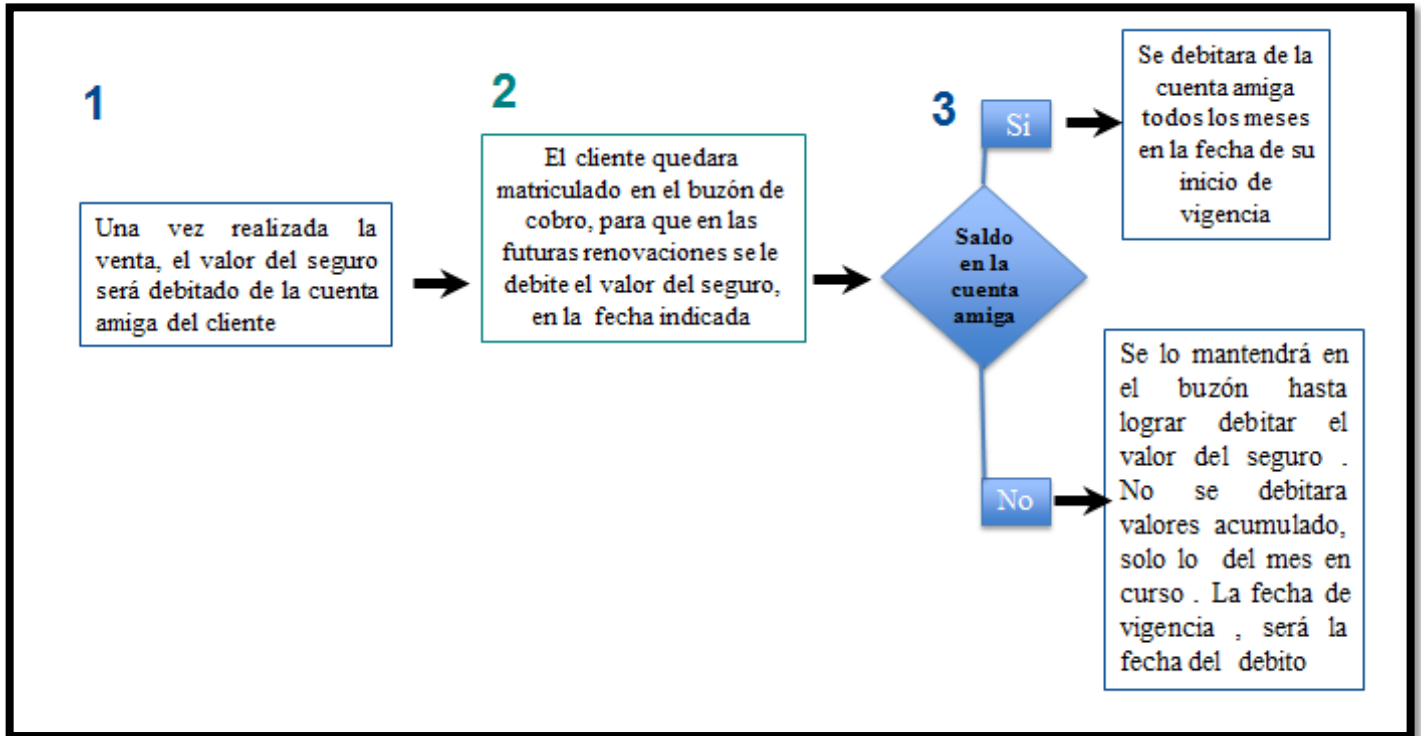 1
Una vez realizada la
venta, el valor del seguro
será debitado de la cuenta
amiga del cliente
2
El cliente quedara
matriculado en el buzón de
cobro, para que en las
futuras renovaciones se le
debite el valor del seguro,
en la fecha indicada
3
Saldo
en la
cuenta
amiga
Si
Se debitara de la
cuenta amiga
todos los meses
en la fecha de su
inicio de
vigencia
No
Se lo mantendrá en
el buzón hasta
lograr debitar el
valor del seguro .
No se debitara
valores acumulado,
solo lo del mes en
curso . La fecha de
vigencia , será la
fecha del debito